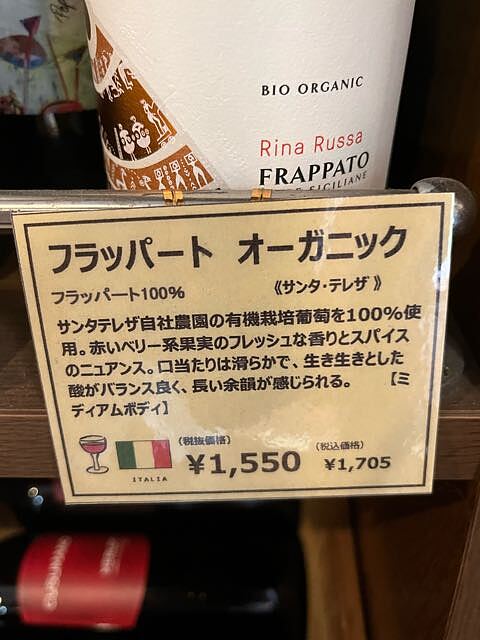 BIO ORGANIC
Rina Russa
FRAPPATO
SICILIANE
フラッパート オーガニック
フラッパート100% 《サンタ・テレザ》
サンタテレザ自社農園の有機栽培葡萄を100%使
用。赤いベリー系果実のフレッシュな香りとスパイス
のニュアンス。口当たりは滑らかで、生き生きとした
酸がバランス良く、長い余韻が感じられる。 【ミ
ディアムボディ】
(税抜価格) (税込価格)
¥1,550 ¥1,705
ITALIA